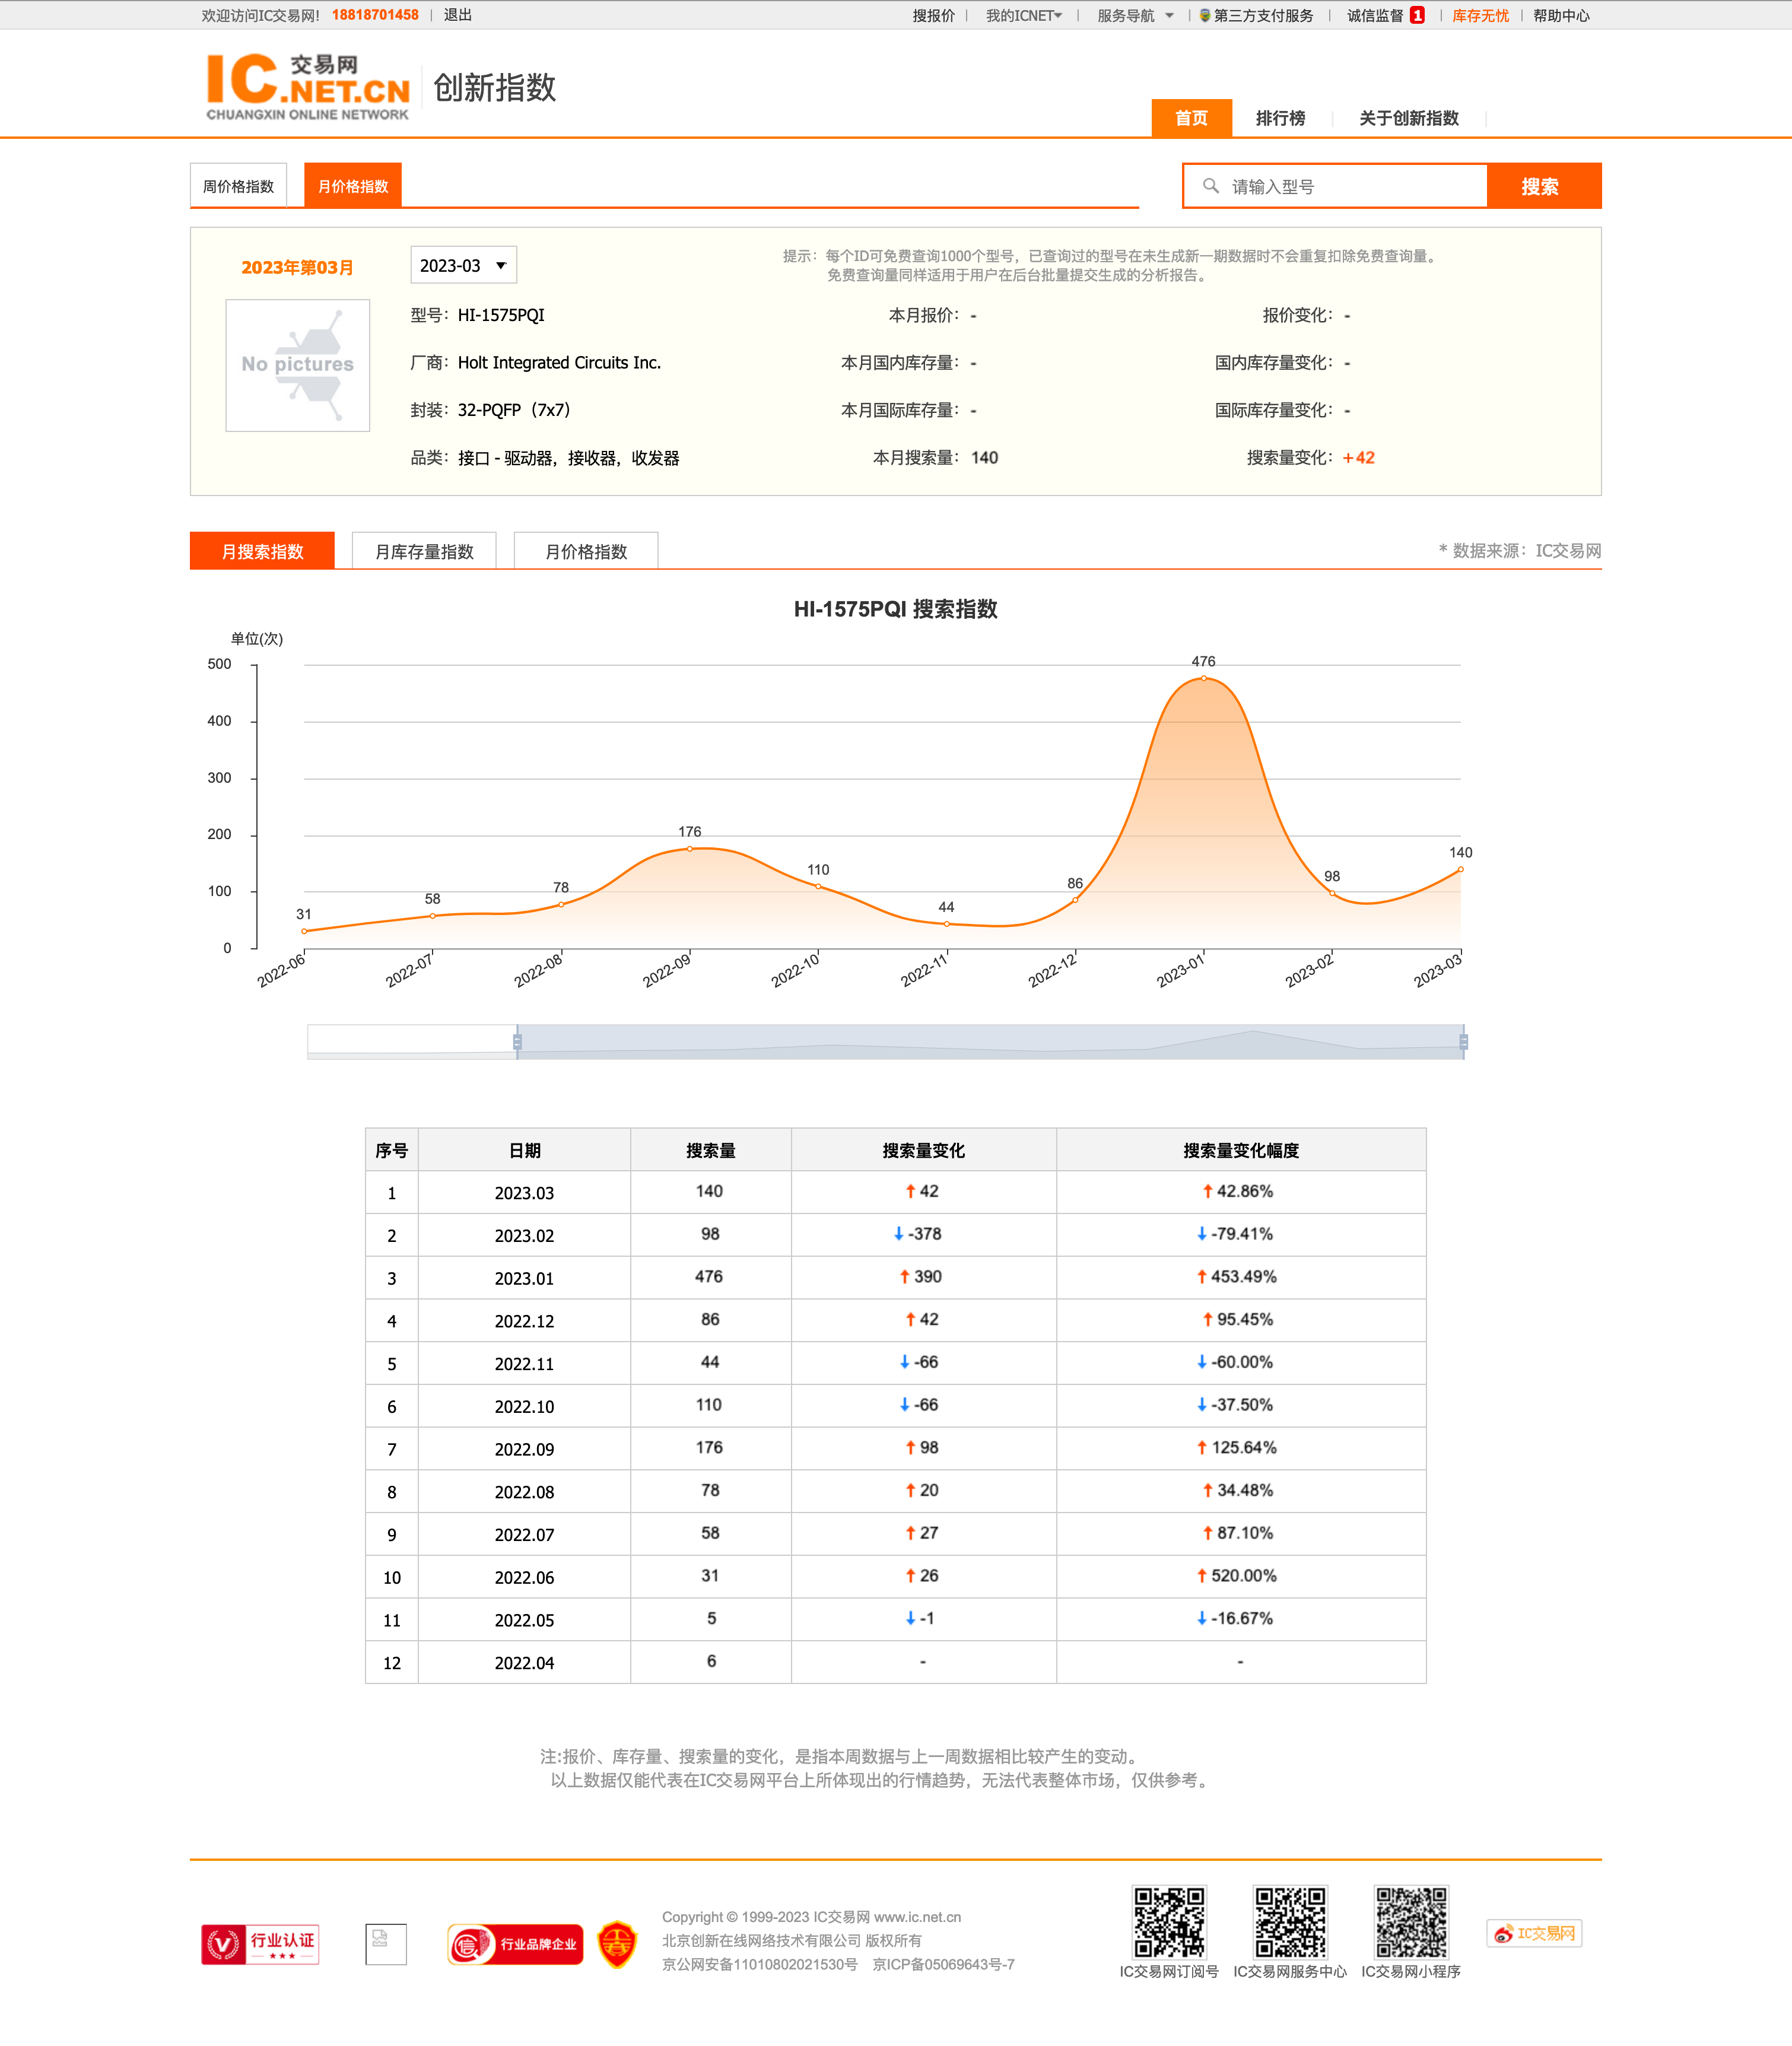 欢迎访问IC交易网! 18818701458 | 退出 搜报价 | 我的ICNET | 服务导航 | 第三方支付服务 | 诚信监督 1 | 库存无忧 | 帮助中心
IC交易网
.NET.CN
CHUANGXIN ONLINE NETWORK
创新指数
首页 排行榜 关于创新指数
周价格指数 月价格指数 请输入型号 搜索
2023年第03月 2023-03
提示：每个ID可免费查询1000个型号，已查询过的型号在未生成新一期数据时不会重复扣除免费查询量。
免费查询量同样适用于用户在后台批量提交生成的分析报告。
No pictures
型号：HI-1575PQI 本月报价：- 报价变化：-
厂商：Holt Integrated Circuits Inc. 本月国内库存量：- 国内库存量变化：-
封装：32-PQFP（7x7） 本月国际库存量：- 国际库存量变化：-
品类：接口 - 驱动器，接收器，收发器 本月搜索量：140 搜索量变化：+42
月搜索指数 月库存量指数 月价格指数 * 数据来源：IC交易网
HI-1575PQI 搜索指数
单位(次)
500
400
300
200
100
0
31 58 78 176 110 44 86 476 98 140
2022-06 2022-07 2022-08 2022-09 2022-10 2022-11 2022-12 2023-01 2023-02 2023-03
序号 日期 搜索量 搜索量变化 搜索量变化幅度
1 2023.03 140 ↑ 42 ↑ 42.86%
2 2023.02 98 ↓ -378 ↓ -79.41%
3 2023.01 476 ↑ 390 ↑ 453.49%
4 2022.12 86 ↑ 42 ↑ 95.45%
5 2022.11 44 ↓ -66 ↓ -60.00%
6 2022.10 110 ↓ -66 ↓ -37.50%
7 2022.09 176 ↑ 98 ↑ 125.64%
8 2022.08 78 ↑ 20 ↑ 34.48%
9 2022.07 58 ↑ 27 ↑ 87.10%
10 2022.06 31 ↑ 26 ↑ 520.00%
11 2022.05 5 ↓ -1 ↓ -16.67%
12 2022.04 6 - -
注:报价、库存量、搜索量的变化，是指本周数据与上一周数据相比较产生的变动。
以上数据仅能代表在IC交易网平台上所体现出的行情趋势，无法代表整体市场，仅供参考。
行业认证
信 行业品牌企业
Copyright © 1999-2023 IC交易网 www.ic.net.cn
北京创新在线网络技术有限公司 版权所有
京公网安备11010802021530号 京ICP备05069643号-7
IC交易网订阅号 IC交易网服务中心 IC交易网小程序
IC交易网